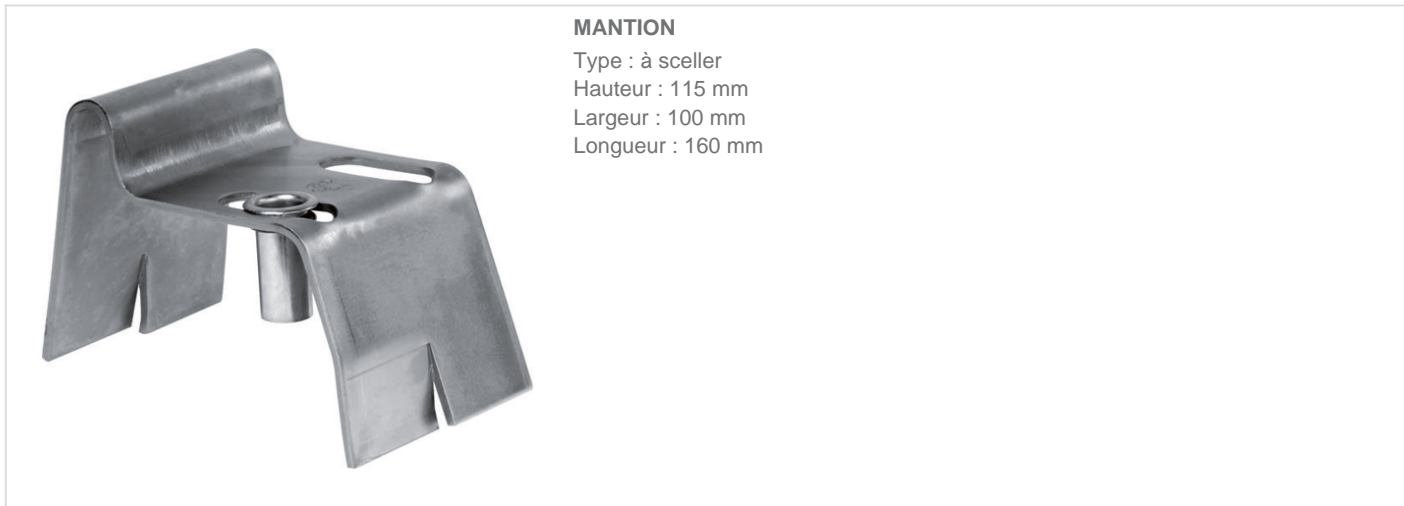 MANTION
Type : à sceller
Hauteur : 115 mm
Largeur : 100 mm
Longueur : 160 mm